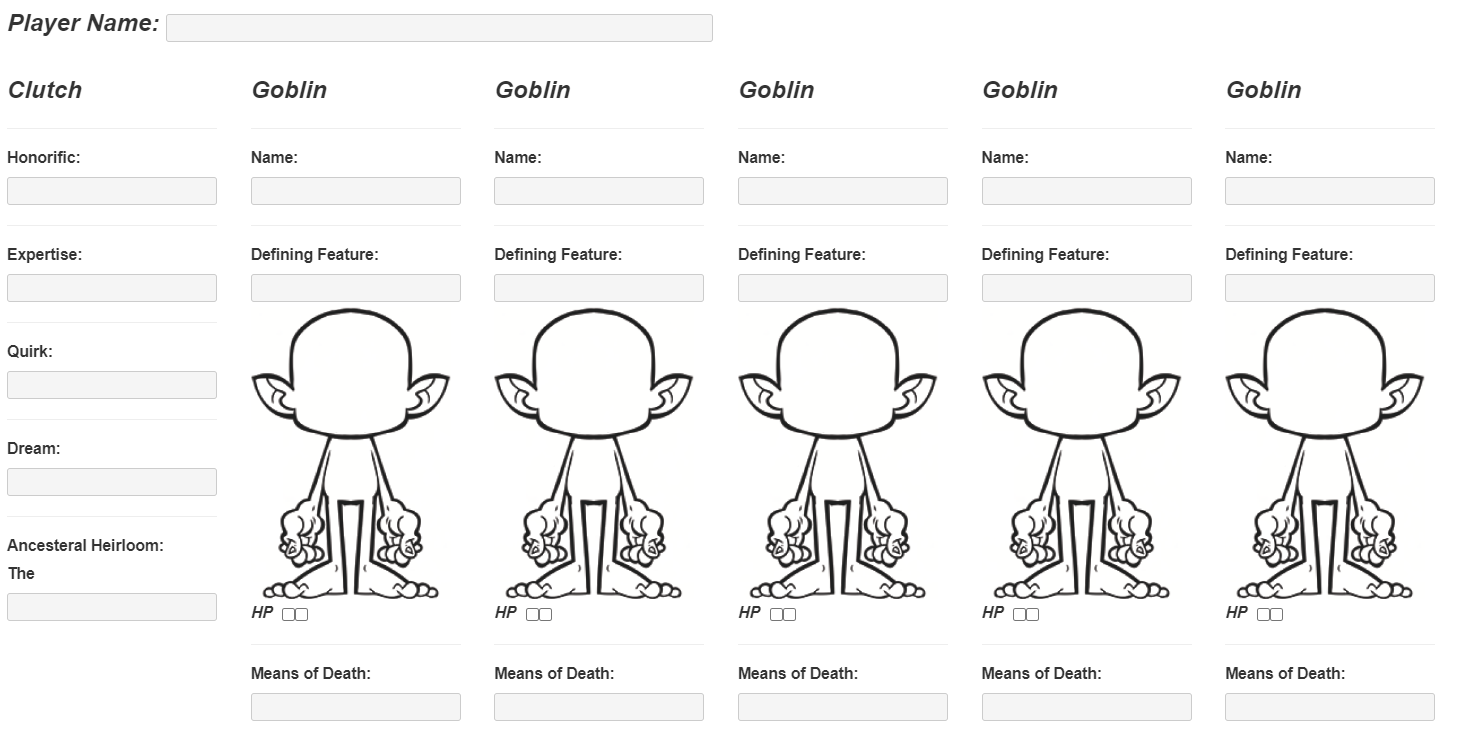 Player Name:
Clutch Goblin Goblin Goblin Goblin Goblin
Honorific: Name: Name: Name: Name: Name:
Expertise: Defining Feature: Defining Feature: Defining Feature: Defining Feature: Defining Feature:
Quirk:
Dream:
Ancesteral Heirloom:
The
HP HP HP HP HP
Means of Death: Means of Death: Means of Death: Means of Death: Means of Death: